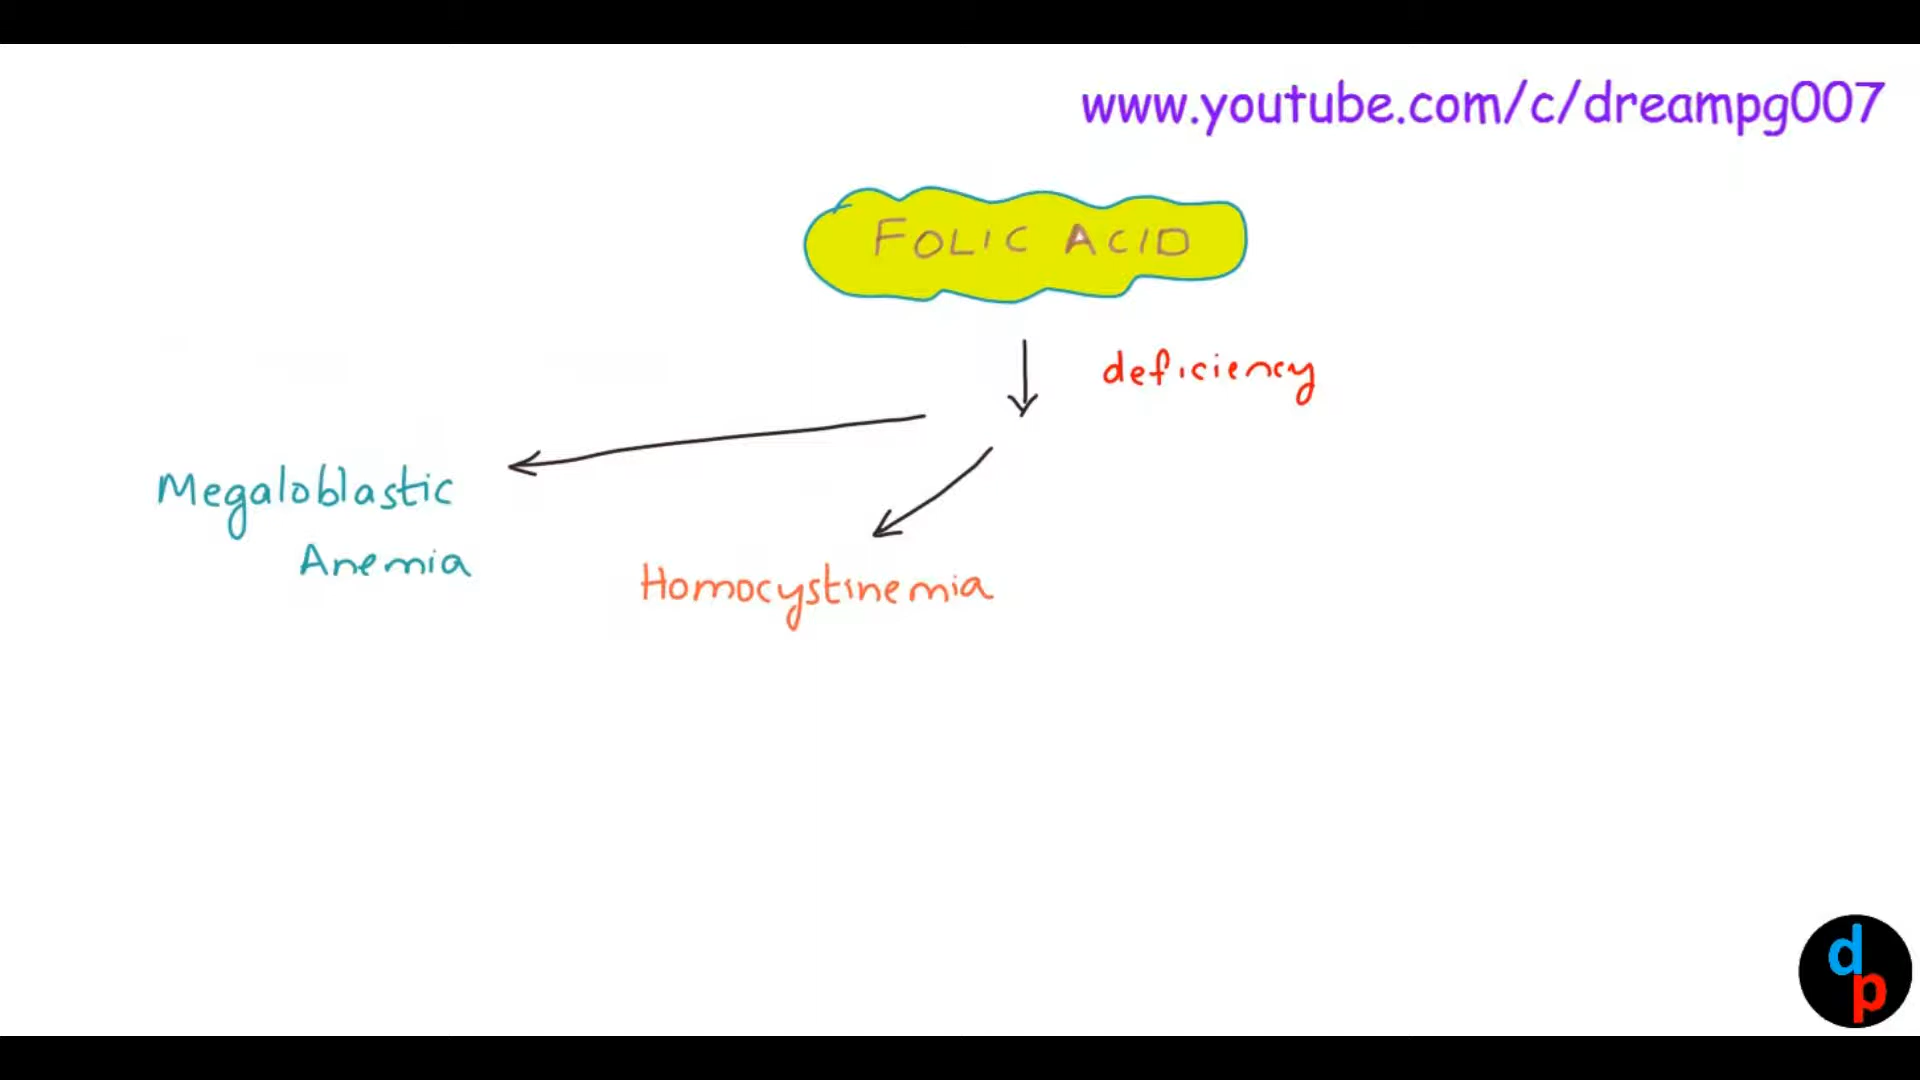 www.youtube.com/c/dreampg007
FOLIC ACID
deficiency
Megaloblastic
Anemia
Homocystinemia
dp